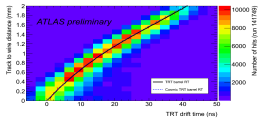 ATLAS preliminary
Track to wire distance (mm)
2
1.8
1.6
1.4
1.2
1
0.8
0.6
0.4
0.2
0
0 10 20 30 40 50
TRT drift time (ns)
TRT barrel RT
Cosmic TRT barrel RT
10000
8000
6000
4000
2000
Number of hits (run 141749)